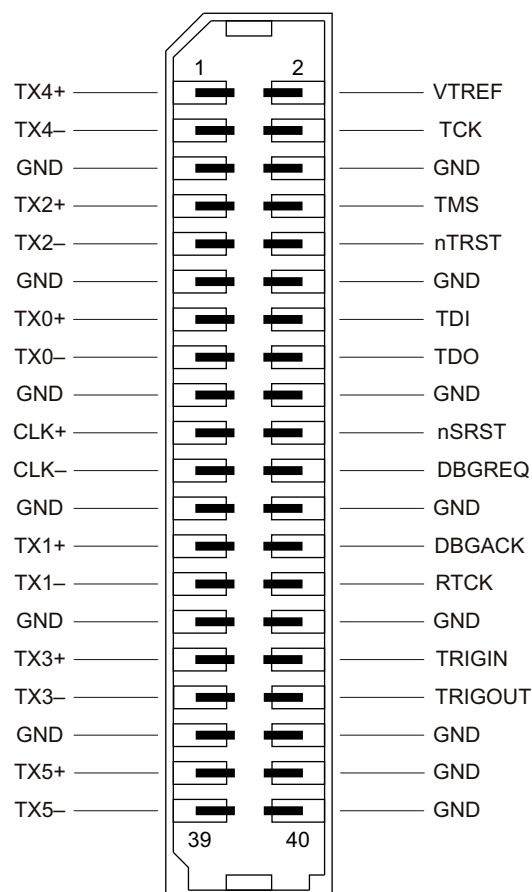 1 2
TX4+ VTREF
TX4– TCK
GND GND
TX2+ TMS
TX2– nTRST
GND GND
TX0+ TDI
TX0– TDO
GND GND
CLK+ nSRST
CLK– DBGREQ
GND GND
TX1+ DBGACK
TX1– RTCK
GND GND
TX3+ TRIGIN
TX3– TRIGOUT
GND GND
TX5+ GND
TX5– GND
39 40